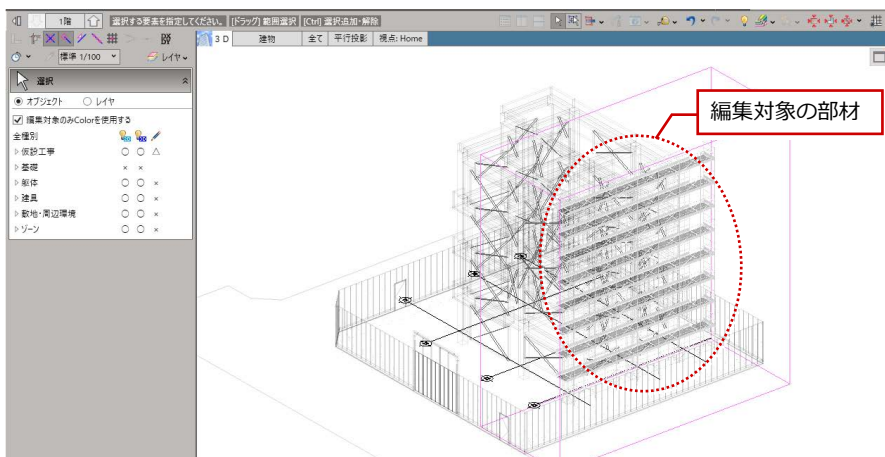 1階 選択する要素を指定してください。 [ドラッグ] 範囲選択 [Ctrl] 選択追加・解除
3 D 建物 全て 平行投影 視点: Home
標準 1/100 レイヤ
選択
オブジェクト レイヤ
編集対象のみColorを使用する
全種別 2D 3D
仮設工事 ○ ○ △
基礎 × ×
躯体 ○ ○ ×
建具 ○ ○ ×
敷地・周辺環境 ○ ○ ×
ゾーン ○ ○ ×
編集対象の部材